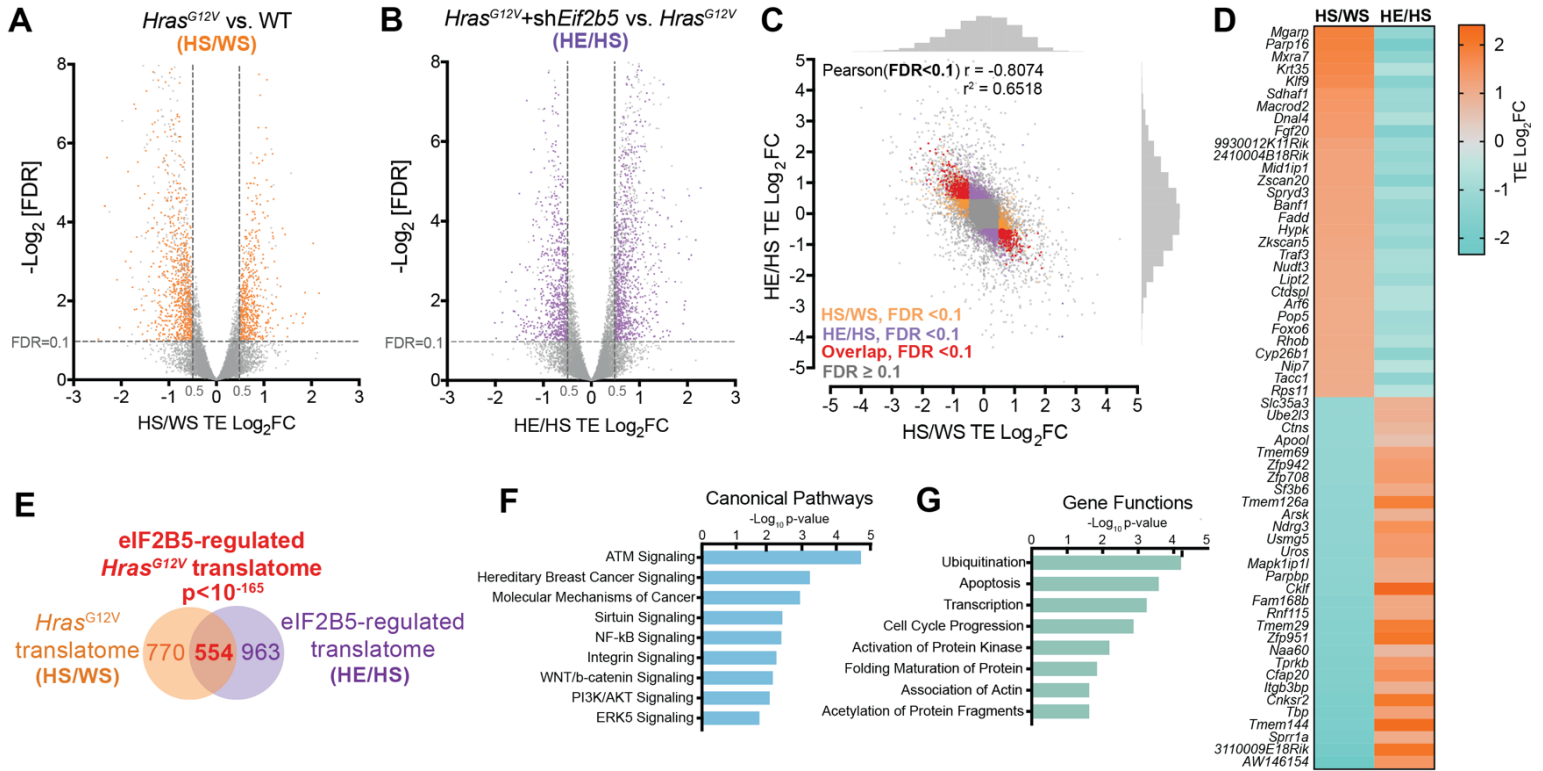 A
Hras^G12V vs. WT
(HS/WS)
-Log₂ [FDR]
8
6
4
2
0
FDR=0.1
-3
-2
-1
0.5
0
0.5
1
2
3
HS/WS TE Log₂FC
B
Hras^G12V+shEif2b5 vs. Hras^G12V
(HE/HS)
-Log₂ [FDR]
8
6
4
2
0
FDR=0.1
-3
-2
-1
0.5
0
0.5
1
2
3
HE/HS TE Log₂FC
C
Pearson(FDR<0.1) r = -0.8074
r² = 0.6518
HE/HS TE Log₂FC
5
4
3
2
1
0
-1
-2
-3
-4
-5
HS/WS, FDR <0.1
HE/HS, FDR <0.1
Overlap, FDR <0.1
FDR ≥ 0.1
-5 -4 -3 -2 -1 0 1 2 3 4 5
HS/WS TE Log₂FC
D
HS/WS HE/HS
Mgarp
Parp16
Mxra7
Krt35
Klf9
Sdhaf1
Macrod2
Dnal4
Fgf20
9930012K11Rik
2410004B18Rik
Mid1ip1
Zscan20
Spryd3
Banf1
Fadd
Hypk
Zkscan5
Traf3
Nudt3
Lipt2
Ctdspl
Arf6
Pop5
Foxo6
Rhob
Cyp26b1
Nip7
Tacc1
Rps11
Slc35a3
Ube2l3
Ctns
Apool
Tmem69
Zfp942
Zfp708
Sf3b6
Tmem126a
Arsk
Ndrg3
Usmg5
Uros
Mapk1ip1l
Parpbp
Cklf
Fam168b
Rnf115
Tmem29
Zfp951
Naa60
Tprkb
Cfap20
Itgb3bp
Cnksr2
Tbp
Tmem144
Sprr1a
3110009E18Rik
AW146154
2
1
0
-1
-2
TE Log₂FC
E
eIF2B5-regulated
Hras^G12V translatome
p<10^-165
Hras^G12V
translatome
(HS/WS)
770
554
963
eIF2B5-regulated
translatome
(HE/HS)
F
Canonical Pathways
-Log₁₀ p-value
0 1 2 3 4 5
ATM Signaling
Hereditary Breast Cancer Signaling
Molecular Mechanisms of Cancer
Sirtuin Signaling
NF-kB Signaling
Integrin Signaling
WNT/b-catenin Signaling
PI3K/AKT Signaling
ERK5 Signaling
G
Gene Functions
-Log₁₀ p-value
0 1 2 3 4 5
Ubiquitination
Apoptosis
Transcription
Cell Cycle Progression
Activation of Protein Kinase
Folding Maturation of Protein
Association of Actin
Acetylation of Protein Fragments